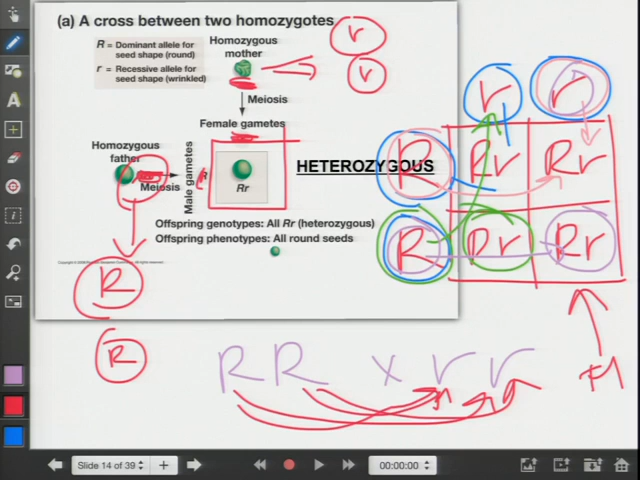 (a) A cross between two homozygotes
R = Dominant allele for
seed shape (round)
r = Recessive allele for
seed shape (wrinkled)
Homozygous
mother
r
r
Meiosis
Female gametes
Homozygous
father
Meiosis
Male gametes
Rr
HETEROZYGOUS
Offspring genotypes: All Rr (heterozygous)
Offspring phenotypes: All round seeds
r r
R Rr Rr
R Rr Rr
R
R
RR x r r
F1
Slide 14 of 39
00:00:00